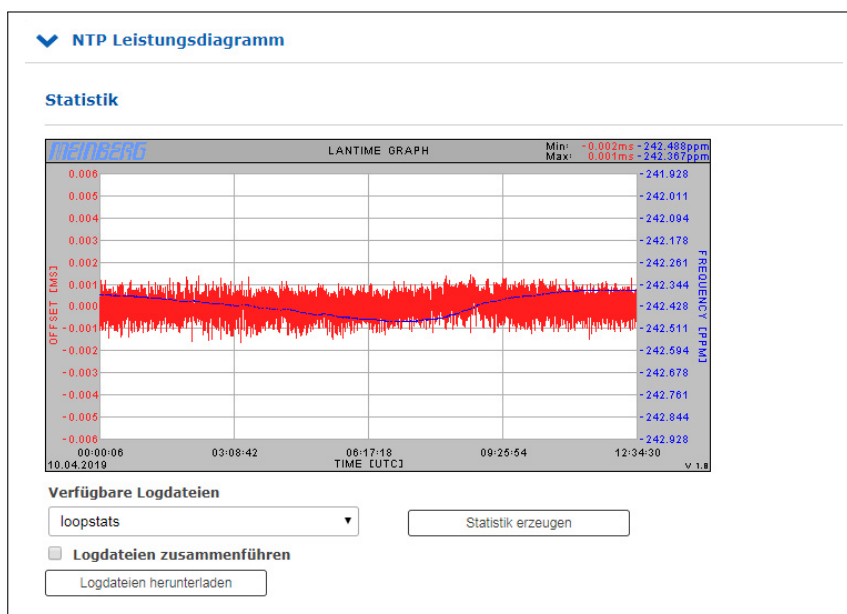 NTP Leistungsdiagramm
Statistik
MEINBERG LANTIME GRAPH Min: -0.002ms -242.488ppm
Max: 0.001ms -242.367ppm
0.006 -241.928
0.005 -242.011
0.004 -242.094
0.003 -242.178
0.002 -242.261
0.001 -242.344
0.000 -242.428
-0.001 -242.511
-0.002 -242.594
-0.003 -242.678
-0.004 -242.761
-0.005 -242.844
-0.006 -242.928
OFFSET [MS]
FREQUENCY [PPM]
00:00:06 03:08:42 06:17:18 09:25:54 12:34:30
10.04.2019 TIME [UTC] V 1.8
Verfügbare Logdateien
loopstats Statistik erzeugen
Logdateien zusammenführen
Logdateien herunterladen